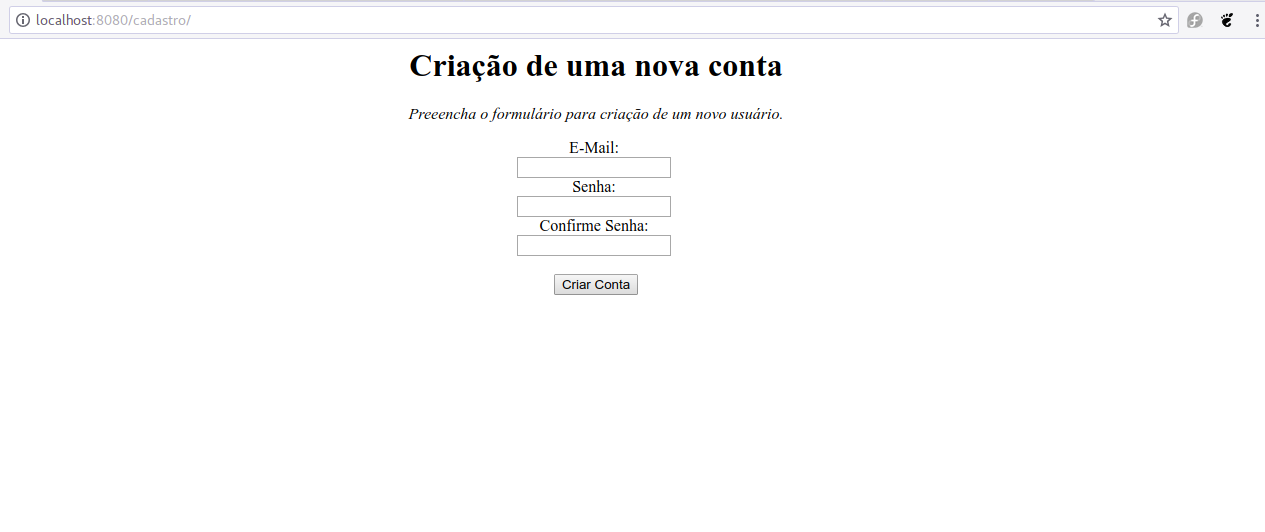 localhost:8080/cadastro/
Criação de uma nova conta
Preeencha o formulário para criação de um novo usuário.
E-Mail:
Senha:
Confirme Senha:
Criar Conta